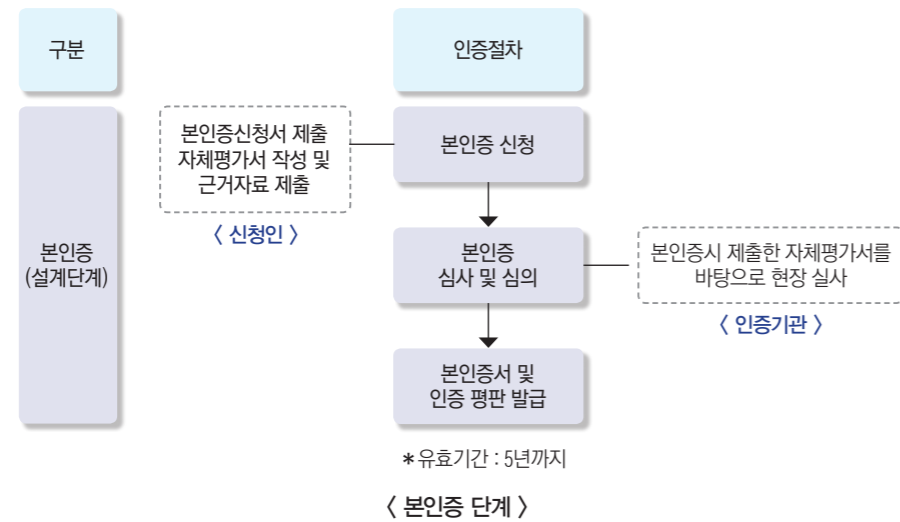 구분
인증절차
본인증신청서 제출
자체평가서 작성 및
근거자료 제출
〈 신청인 〉
본인증 신청
본인증
(설계단계)
본인증
심사 및 심의
본인증시 제출한 자체평가서를
바탕으로 현장 실사
〈 인증기관 〉
본인증서 및
인증 평판 발급
*유효기간 : 5년까지
〈 본인증 단계 〉